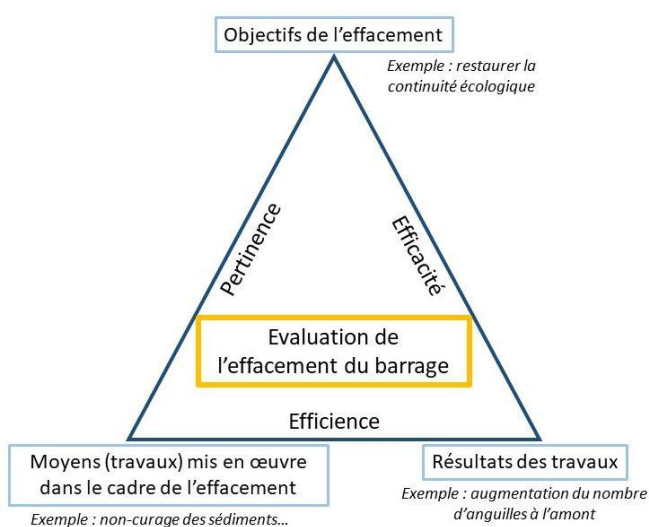 Objectifs de l'effacement
Exemple : restaurer la
continuité écologique
Pertinence
Efficacité
Evaluation de
l'effacement du barrage
Efficience
Moyens (travaux) mis en œuvre
dans le cadre de l'effacement
Exemple : non-curage des sédiments...
Résultats des travaux
Exemple : augmentation du nombre
d'anguilles à l'amont